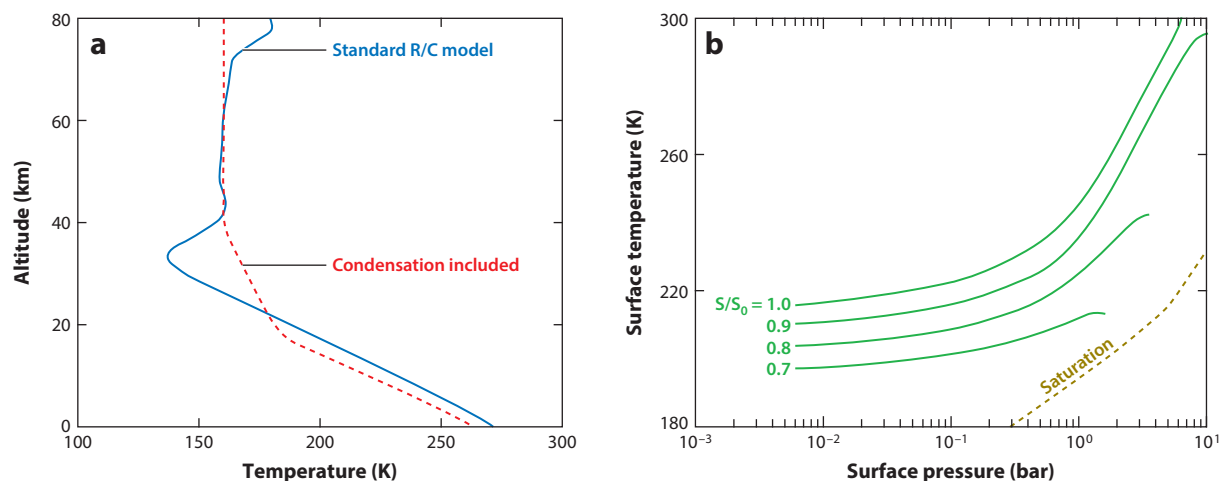 a
80
60
40
20
0
Altitude (km)
100
150
200
250
300
Temperature (K)
Standard R/C model
Condensation included
b
300
260
220
180
Surface temperature (K)
S/S₀ = 1.0
0.9
0.8
0.7
Saturation
10⁻³
10⁻²
10⁻¹
10⁰
10¹
Surface pressure (bar)